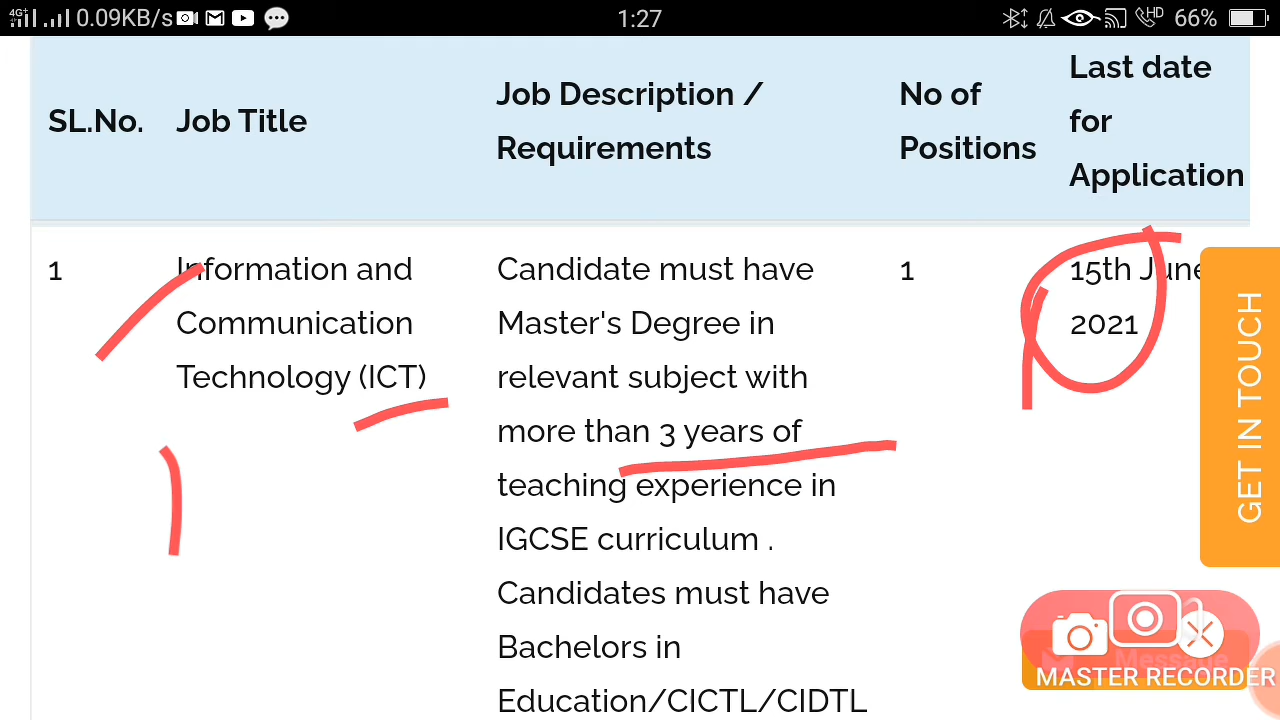 4G+ 0.09KB/s 1:27 HD 66%
SL.No.
Job Title
Job Description /
Requirements
No of
Positions
Last date
for
Application
1
Information and
Communication
Technology (ICT)
Candidate must have
Master's Degree in
relevant subject with
more than 3 years of
teaching experience in
IGCSE curriculum .
Candidates must have
Bachelors in
Education/CICTL/CIDTL
1
15th June
2021
GET IN TOUCH
Message
MASTER RECORDER